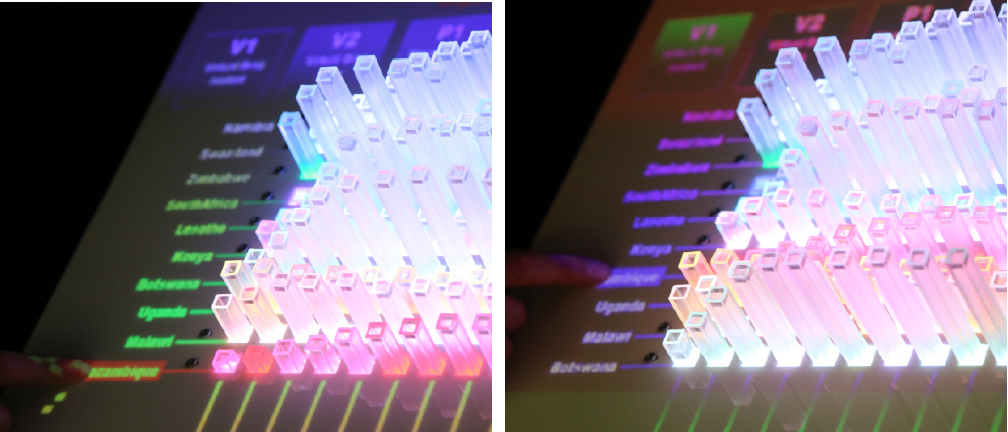 V1
V2
P1
Namibia
Swaziland
Zimbabwe
SouthAfrica
Lesotho
Kenya
Botswana
Uganda
Malawi
ozambique
V1
V2
P1
Namibia
Swaziland
Zimbabwe
SouthAfrica
Lesotho
Kenya
mbique
Uganda
Malawi
Botswana